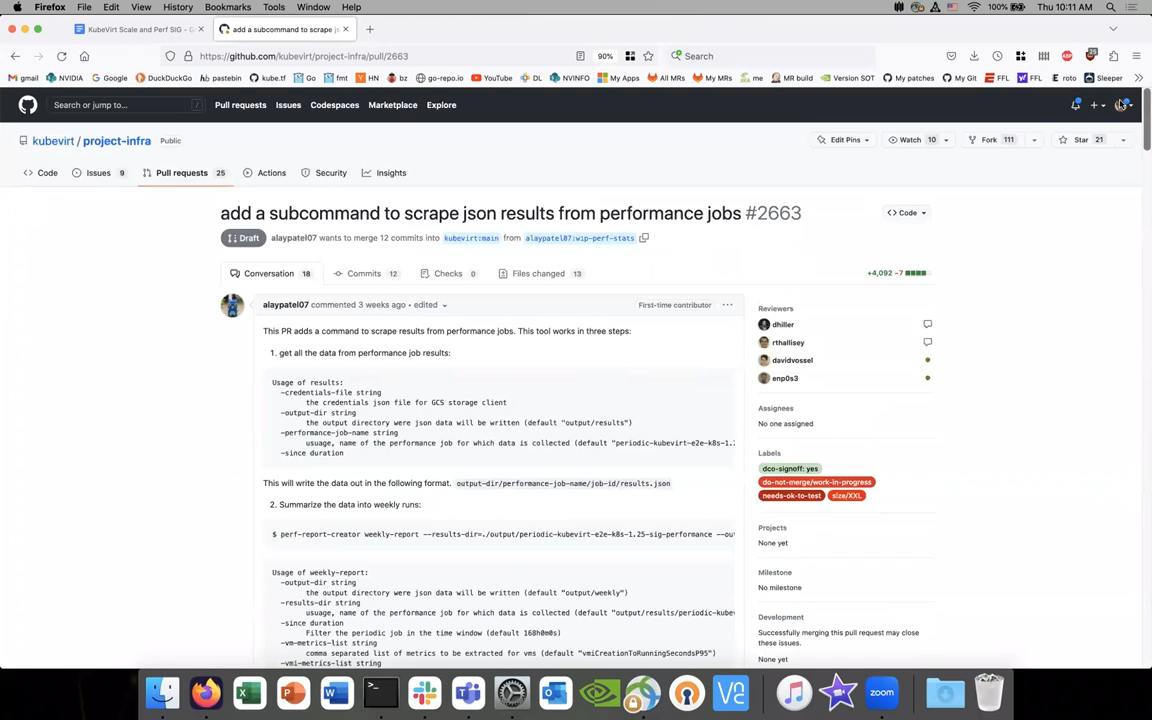 Firefox File Edit View History Bookmarks Tools Window Help 100% Thu 10:11 AM
KubeVirt Scale and Perf SIG - G × add a subcommand to scrape js × +
https://github.com/kubevirt/project-infra/pull/2663 90% Search
gmail NVIDIA Google DuckDuckGo pastebin kube.tf Go fmt HN bz go-repo.io YouTube DL NVINFO My Apps All MRs My MRs me MR build Version SOT My patches My Git FFL FFL eroto Sleeper
Search or jump to... / Pull requests Issues Codespaces Marketplace Explore
kubevirt / project-infra Public Edit Pins Watch 10 Fork 111 Star 21
Code Issues 9 Pull requests 25 Actions Security Insights
add a subcommand to scrape json results from performance jobs #2663
Code
Draft alaypatel07 wants to merge 12 commits into kubevirt:main from alaypatel07:wip-perf-stats
Conversation 18 Commits 12 Checks 0 Files changed 13 +4,092 −7
alaypatel07 commented 3 weeks ago • edited First-time contributor
This PR adds a command to scrape results from performance jobs. This tool works in three steps:
1. get all the data from performance job results:
Usage of results:
-credentials-file string
the credentials json file for GCS storage client
-output-dir string
the output directory were json data will be written (default "output/results")
-performance-job-name string
usuage, name of the performance job for which data is collected (default "periodic-kubevirt-e2e-k8s-1.2
-since duration
This will write the data out in the following format. output-dir/performance-job-name/job-id/results.json
2. Summarize the data into weekly runs:
$ perf-report-creator weekly-report --results-dir=./output/periodic-kubevirt-e2e-k8s-1.25-sig-performance --out
Usage of weekly-report:
-output-dir string
the output directory were json data will be written (default "output/weekly")
-results-dir string
usuage, name of the performance job for which data is collected (default "output/results/periodic-kubev
-since duration
Filter the periodic job in the time window (default 168h0m0s)
-vm-metrics-list string
comma separated list of metrics to be extracted for vms (default "vmiCreationToRunningSecondsP95")
-vmi-metrics-list string
Reviewers
dhiller
rthallisey
davidvossel
enp0s3
Assignees
No one assigned
Labels
dco-signoff: yes
do-not-merge/work-in-progress
needs-ok-to-test size/XXL
Projects
None yet
Milestone
No milestone
Development
Successfully merging this pull request may close
these issues.
None yet
zoom